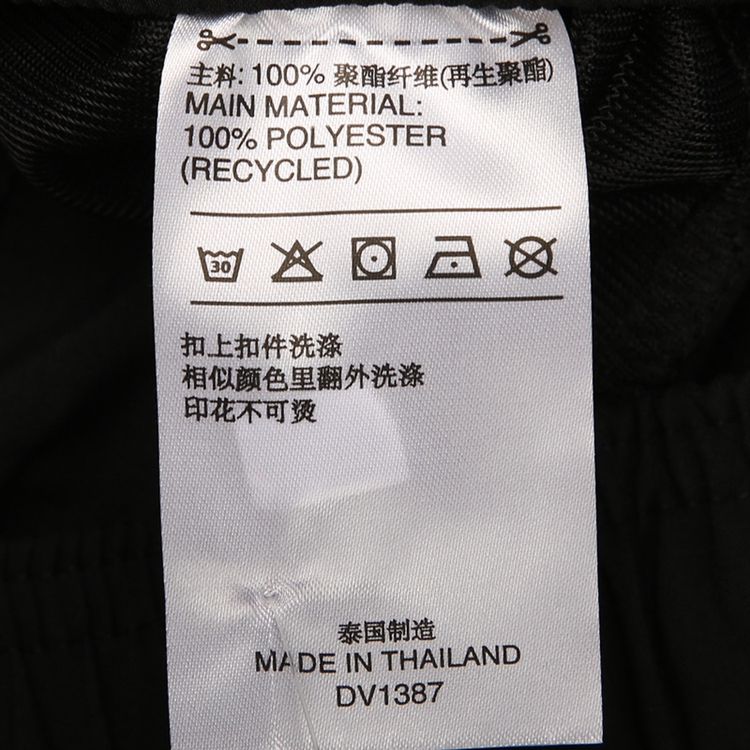 主料: 100% 聚酯纤维(再生聚酯)
MAIN MATERIAL:
100% POLYESTER
(RECYCLED)
30
扣上扣件洗涤
相似颜色里翻外洗涤
印花不可烫
泰国制造
MADE IN THAILAND
DV1387